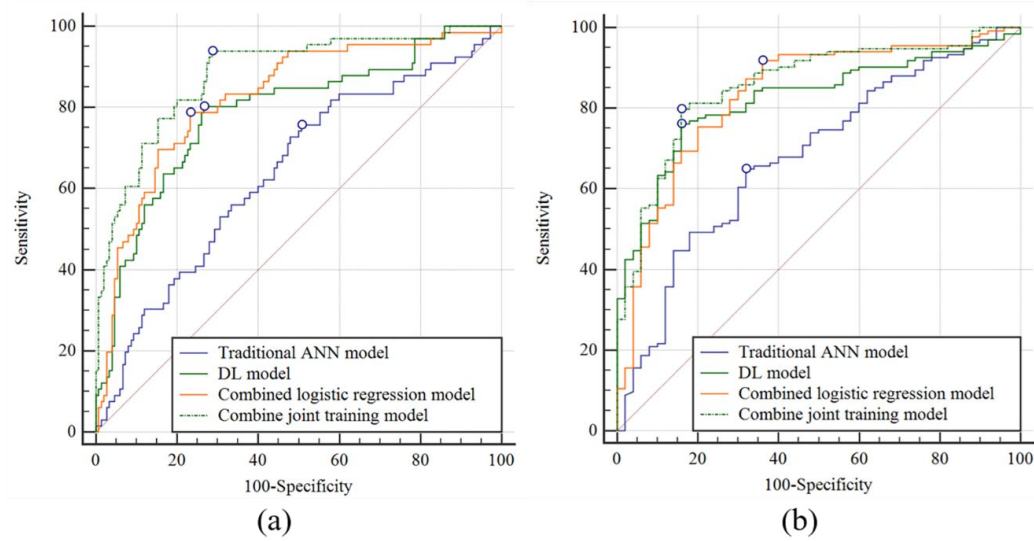 100
80
60
40
20
0
Sensitivity
Traditional ANN model
DL model
Combined logistic regression model
Combine joint training model
0 20 40 60 80 100
100-Specificity
(a)
100
80
60
40
20
0
Sensitivity
Traditional ANN model
DL model
Combined logistic regression model
Combine joint training model
0 20 40 60 80 100
100-Specificity
(b)